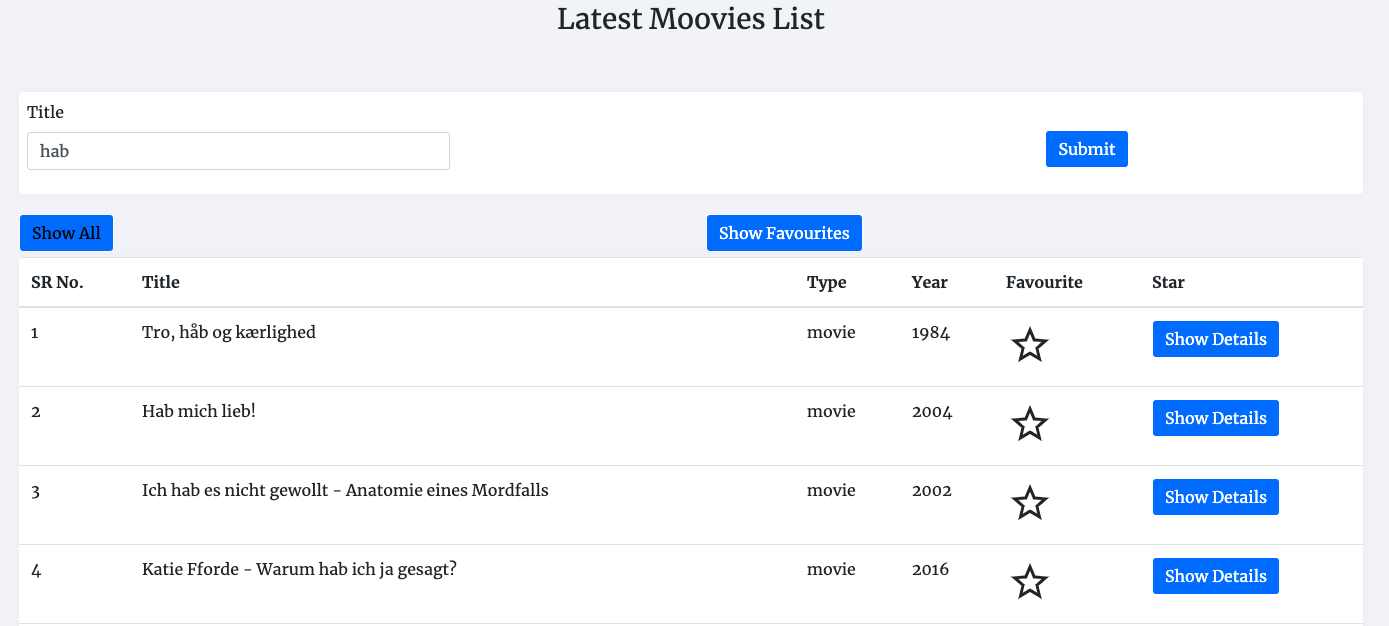 Latest Moovies List
Title
hab
Submit
Show All
Show Favourites
SR No. Title Type Year Favourite Star
1 Tro, håb og kærlighed movie 1984 Show Details
2 Hab mich lieb! movie 2004 Show Details
3 Ich hab es nicht gewollt - Anatomie eines Mordfalls movie 2002 Show Details
4 Katie Fforde - Warum hab ich ja gesagt? movie 2016 Show Details